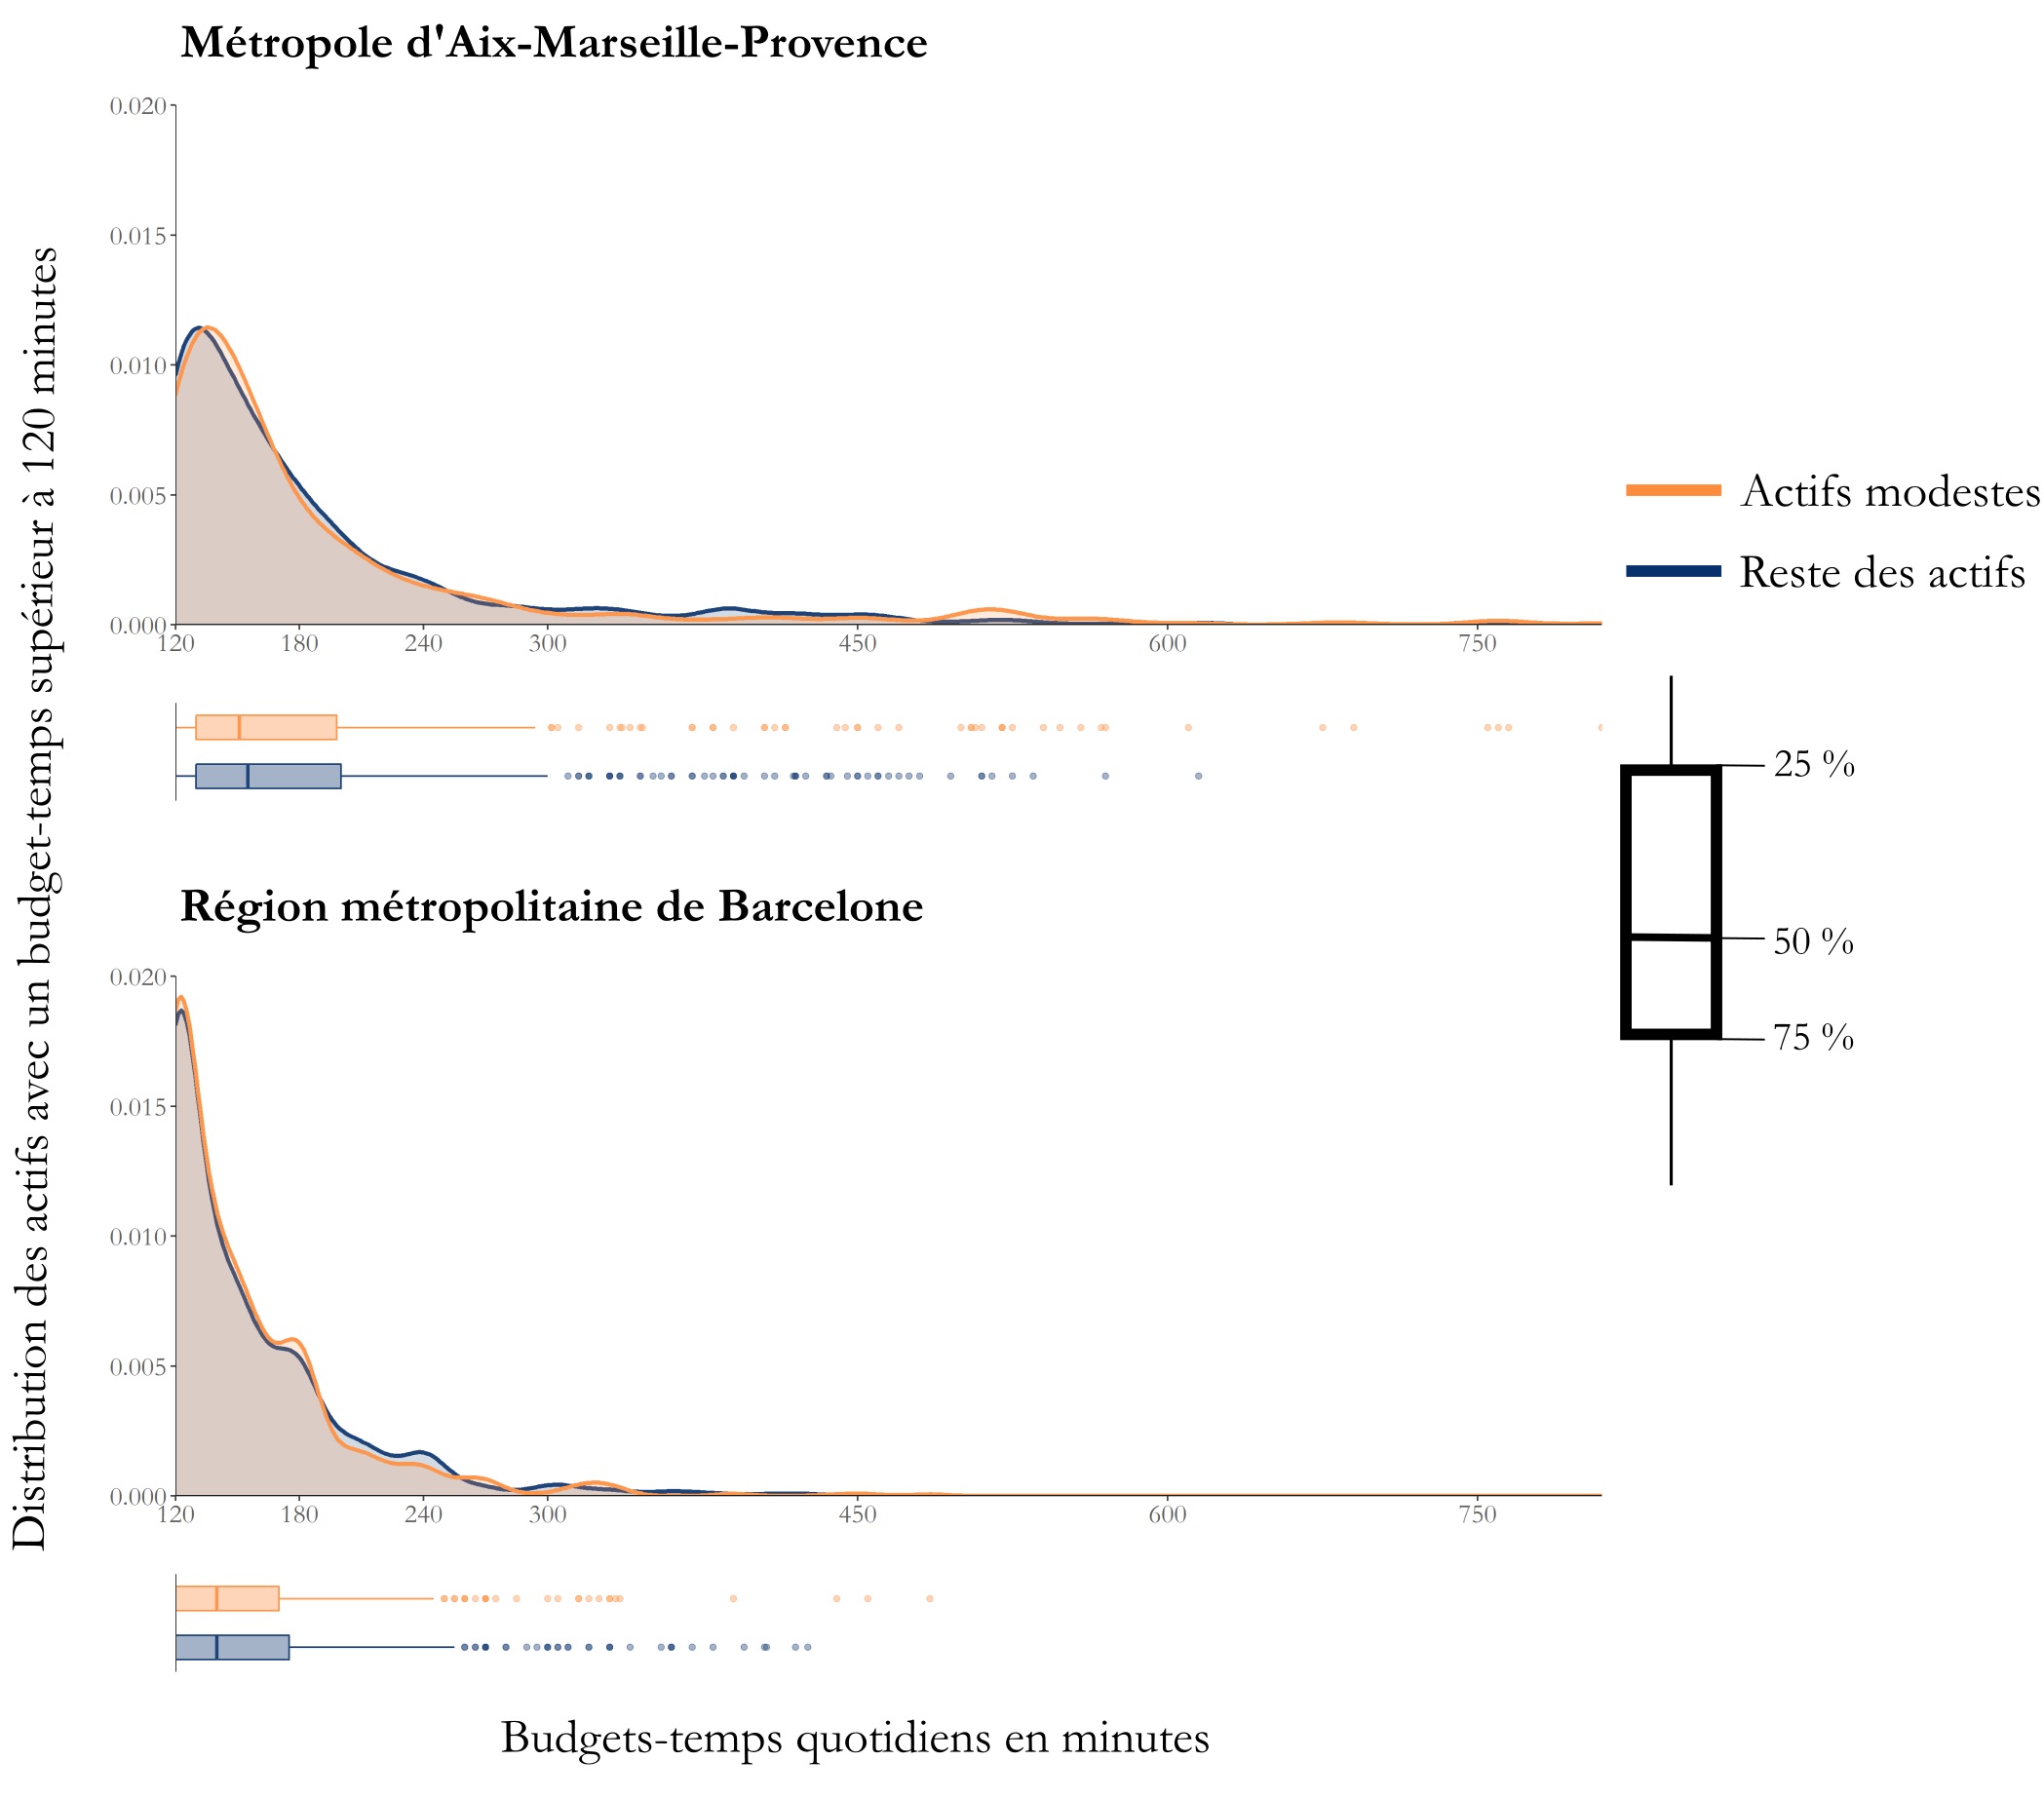 Métropole d'Aix-Marseille-Provence
Distribution des actifs avec un budget-temps supérieur à 120 minutes
0.020
0.015
0.010
0.005
0.000
120 180 240 300 450 600 750
Actifs modestes
Reste des actifs
25 %
50 %
75 %
Région métropolitaine de Barcelone
0.020
0.015
0.010
0.005
0.000
120 180 240 300 450 600 750
Budgets-temps quotidiens en minutes